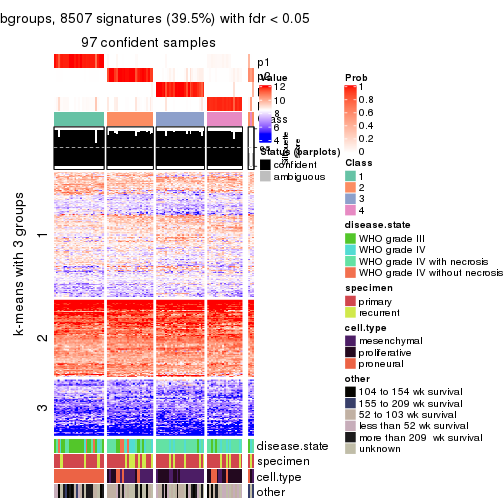 bgroups, 8507 signatures (39.5%) with fdr < 0.05
97 confident samples
p1
value
12
10
8
6
4
Prob
1
0.8
0.6
0.4
0.2
0
Silhouette
score
Status (barplots)
confident
ambiguous
Class
1
2
3
4
disease.state
WHO grade III
WHO grade IV
WHO grade IV with necrosis
WHO grade IV without necrosis
specimen
primary
recurrent
cell.type
mesenchymal
proliferative
proneural
other
104 to 154 wk survival
155 to 209 wk survival
52 to 103 wk survival
less than 52 wk survival
more than 209 wk survival
unknown
k-means with 3 groups
1
2
3
disease.state
specimen
cell.type
other